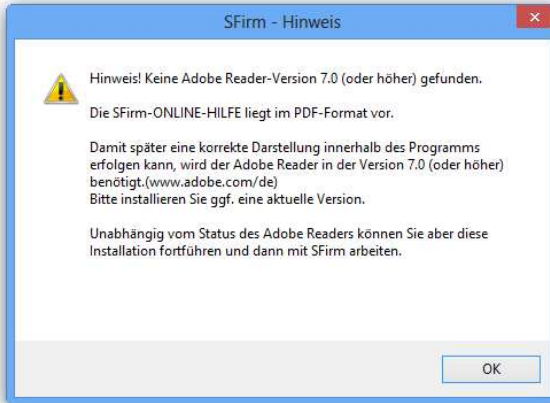 SFirm - Hinweis
Hinweis! Keine Adobe Reader-Version 7.0 (oder höher) gefunden.
Die SFirm-ONLINE-HILFE liegt im PDF-Format vor.
Damit später eine korrekte Darstellung innerhalb des Programms
erfolgen kann, wird der Adobe Reader in der Version 7.0 (oder höher)
benötigt.(www.adobe.com/de)
Bitte installieren Sie ggf. eine aktuelle Version.
Unabhängig vom Status des Adobe Readers können Sie aber diese
Installation fortführen und dann mit SFirm arbeiten.
OK